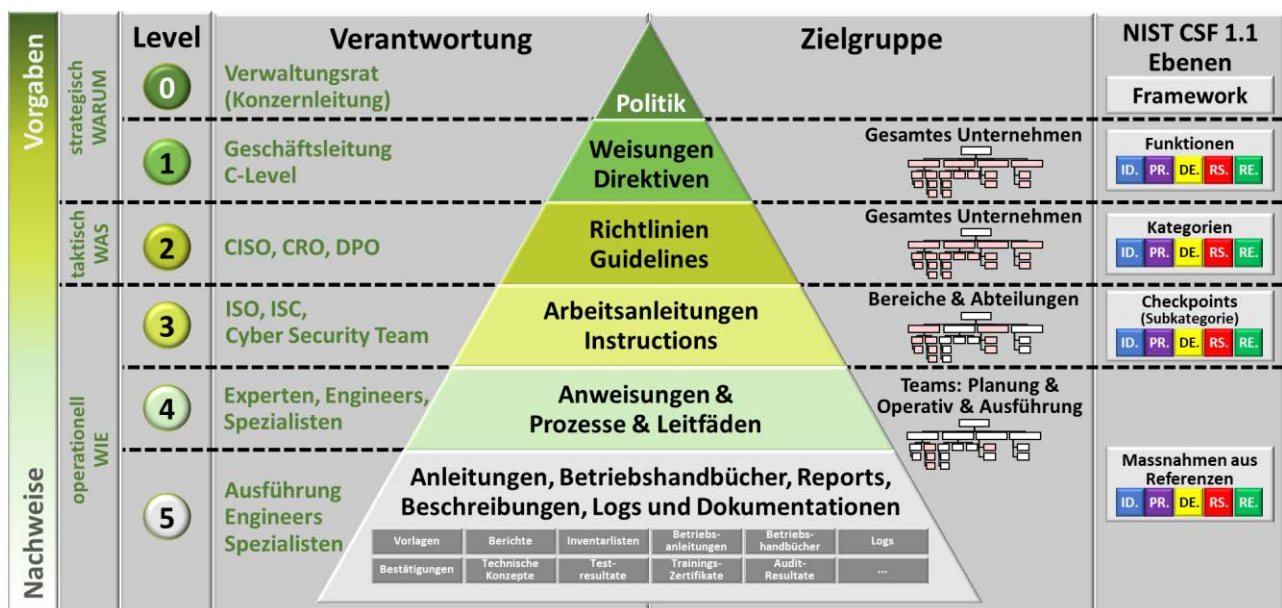 Vorgaben
Nachweise
strategisch
WARUM
taktisch
WAS
operationell
WIE
Level
Verantwortung
Zielgruppe
NIST CSF 1.1
Ebenen
0
Verwaltungsrat
(Konzernleitung)
Politik
Framework
1
Geschäftsleitung
C-Level
Weisungen
Direktiven
Gesamtes Unternehmen
Funktionen
ID. PR. DE. RS. RE.
2
CISO, CRO, DPO
Richtlinien
Guidelines
Gesamtes Unternehmen
Kategorien
ID. PR. DE. RS. RE.
3
ISO, ISC,
Cyber Security Team
Arbeitsanleitungen
Instructions
Bereiche & Abteilungen
Checkpoints
(Subkategorie)
ID. PR. DE. RS. RE.
4
Experten, Engineers,
Spezialisten
Anweisungen &
Prozesse & Leitfäden
Teams: Planung &
Operativ & Ausführung
5
Ausführung
Engineers
Spezialisten
Anleitungen, Betriebshandbücher, Reports,
Beschreibungen, Logs und Dokumentationen
Vorlagen
Berichte
Inventarlisten
Betriebs-
anleitungen
Betriebs-
handbücher
Logs
Bestätigungen
Technische
Konzepte
Test-
resultate
Trainings-
Zertifikate
Audit-
Resultate
...
Massnahmen aus
Referenzen
ID. PR. DE. RS. RE.